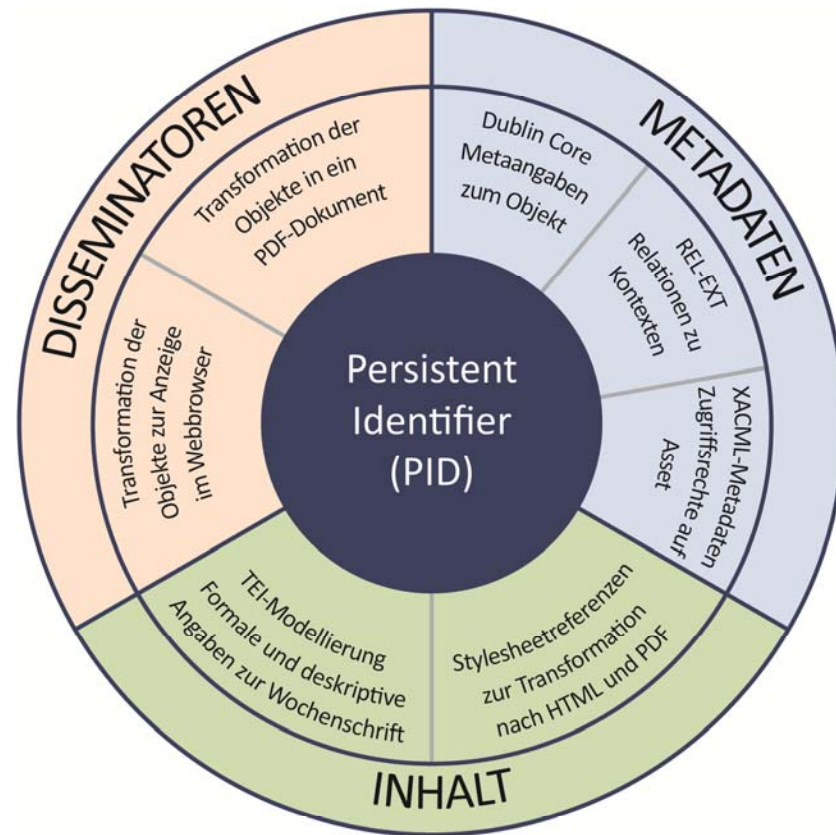 DISSEMINATOREN
Transformation der
Objekte in ein
PDF-Dokument
Transformation der
Objekte zur Anzeige
im Webbrowser
METADATEN
Dublin Core
Metaangaben
zum Objekt
REL-EXT
Relationen zu
Kontexten
XACML-Metadaten
Zugriffsrechte auf
Asset
Persistent
Identifier
(PID)
TEI-Modellierung
Formale und deskriptive
Angaben zur Wochenschrift
Stylesheetreferenzen
zur Transformation
nach HTML und PDF
INHALT